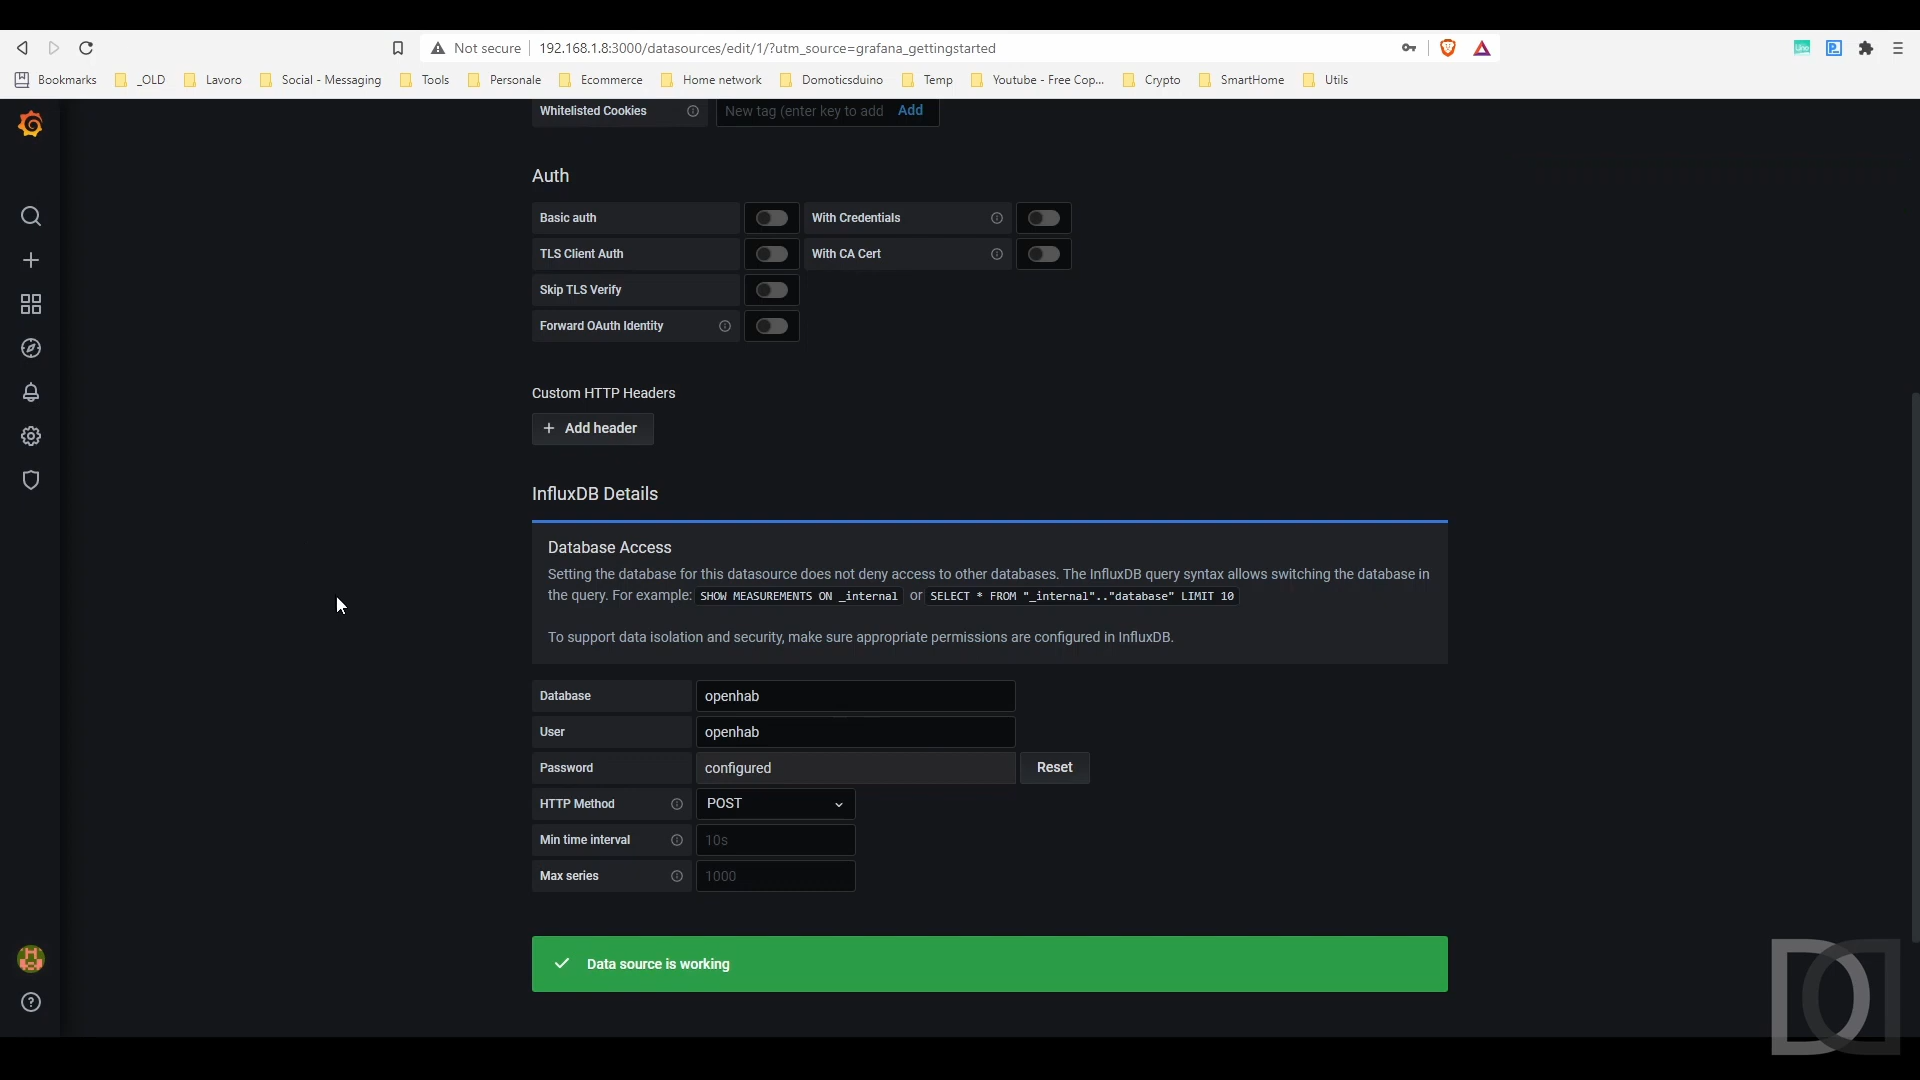 Not secure 192.168.1.8:3000/datasources/edit/1/?utm_source=grafana_gettingstarted
Bookmarks _OLD Lavoro Social - Messaging Tools Personale Ecommerce Home network Domoticsduino Temp Youtube - Free Cop... Crypto SmartHome Utils
Whitelisted Cookies New tag (enter key to add Add
Auth
Basic auth With Credentials
TLS Client Auth With CA Cert
Skip TLS Verify
Forward OAuth Identity
Custom HTTP Headers
+ Add header
InfluxDB Details
Database Access
Setting the database for this datasource does not deny access to other databases. The InfluxDB query syntax allows switching the database in
the query. For example: SHOW MEASUREMENTS ON _internal or SELECT * FROM "_internal".."database" LIMIT 10
To support data isolation and security, make sure appropriate permissions are configured in InfluxDB.
Database openhab
User openhab
Password configured Reset
HTTP Method POST
Min time interval 10s
Max series 1000
Data source is working